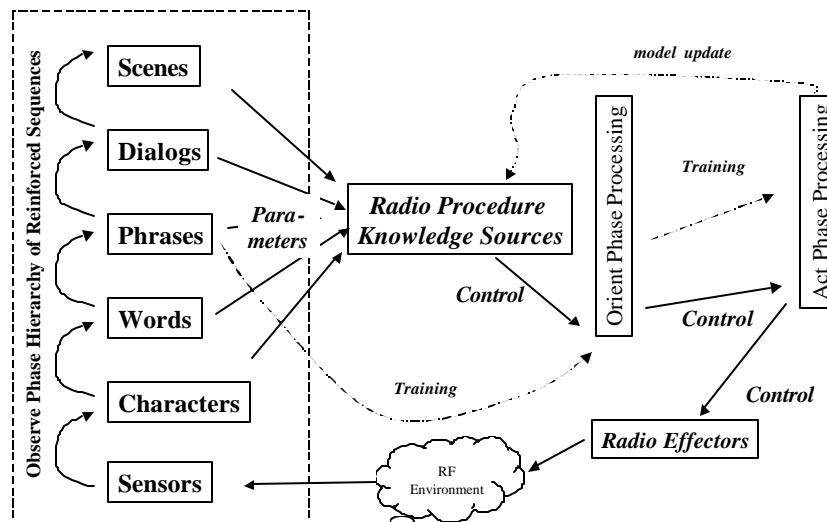 Observe Phase Hierarchy of Reinforced Sequences
Scenes
Dialogs
Phrases
Words
Characters
Sensors
Para-
meters
Radio Procedure
Knowledge Sources
model update
Orient Phase Processing
Training
Act Phase Processing
Control
Control
Training
Control
Radio Effectors
RF
Environment